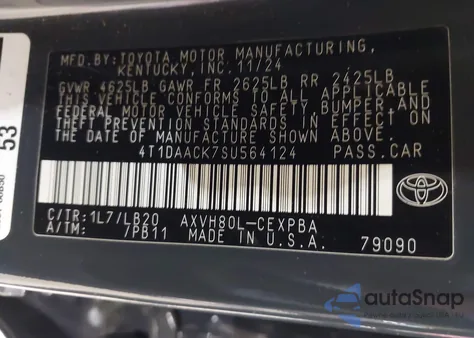 MFD. BY: TOYOTA MOTOR MANUFACTURING,
KENTUCKY, INC. 11/24
GVWR 4625LB GAWR FR 2625LB RR 2425LB
THIS VEHICLE CONFORMS TO ALL APPLICABLE
FEDERAL MOTOR VEHICLE SAFETY, BUMPER, AND
THEFT PREVENTION STANDARDS IN EFFECT ON
THE DATE OF MANUFACTURE SHOWN ABOVE.
4T1DAACK7SU564124 PASS.CAR
TOYOTA
C/TR: 1L7/LB20 AXVH80L-CEXPBA
A/TM: 7PB11 MADE IN U.S.A. 79090
53
autoSnap